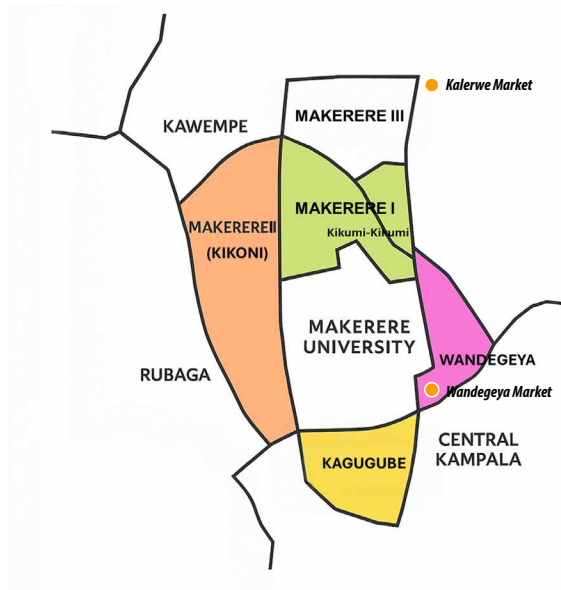 Kalerwe Market
MAKERERE III
KAWEMPE
MAKERERE I
MAKEREREII
Kikumi-Kikumi
(KIKONI)
MAKERERE
UNIVERSITY
WANDEGEYA
RUBAGA
Wandegeya Market
CENTRAL
KAMPALA
KAGUGUBE